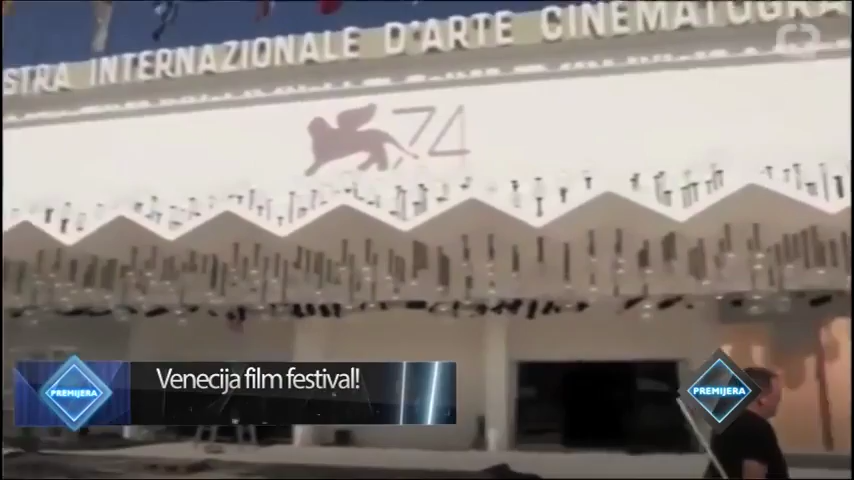 STRA INTERNAZIONALE D'ARTE CINEMATOGRA
74
Venecija film festival!
PREMIJERA
PREMIJERA